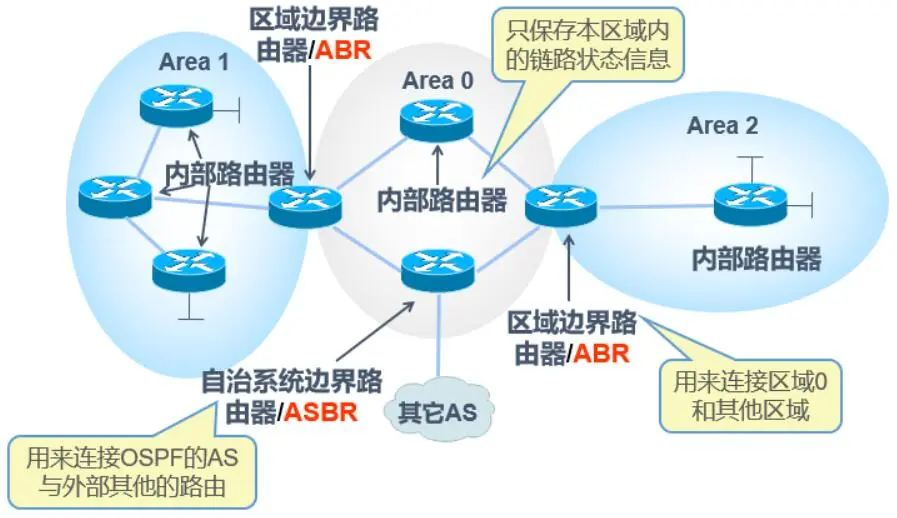 区域边界路
由器/ABR
只保存本区域内
的链路状态信息
Area 1
Area 0
Area 2
内部路由器
内部路由器
内部路由器
区域边界路
由器/ABR
自治系统边界路
由器/ASBR
其它AS
用来连接区域0
和其他区域
用来连接OSPF的AS
与外部其他的路由